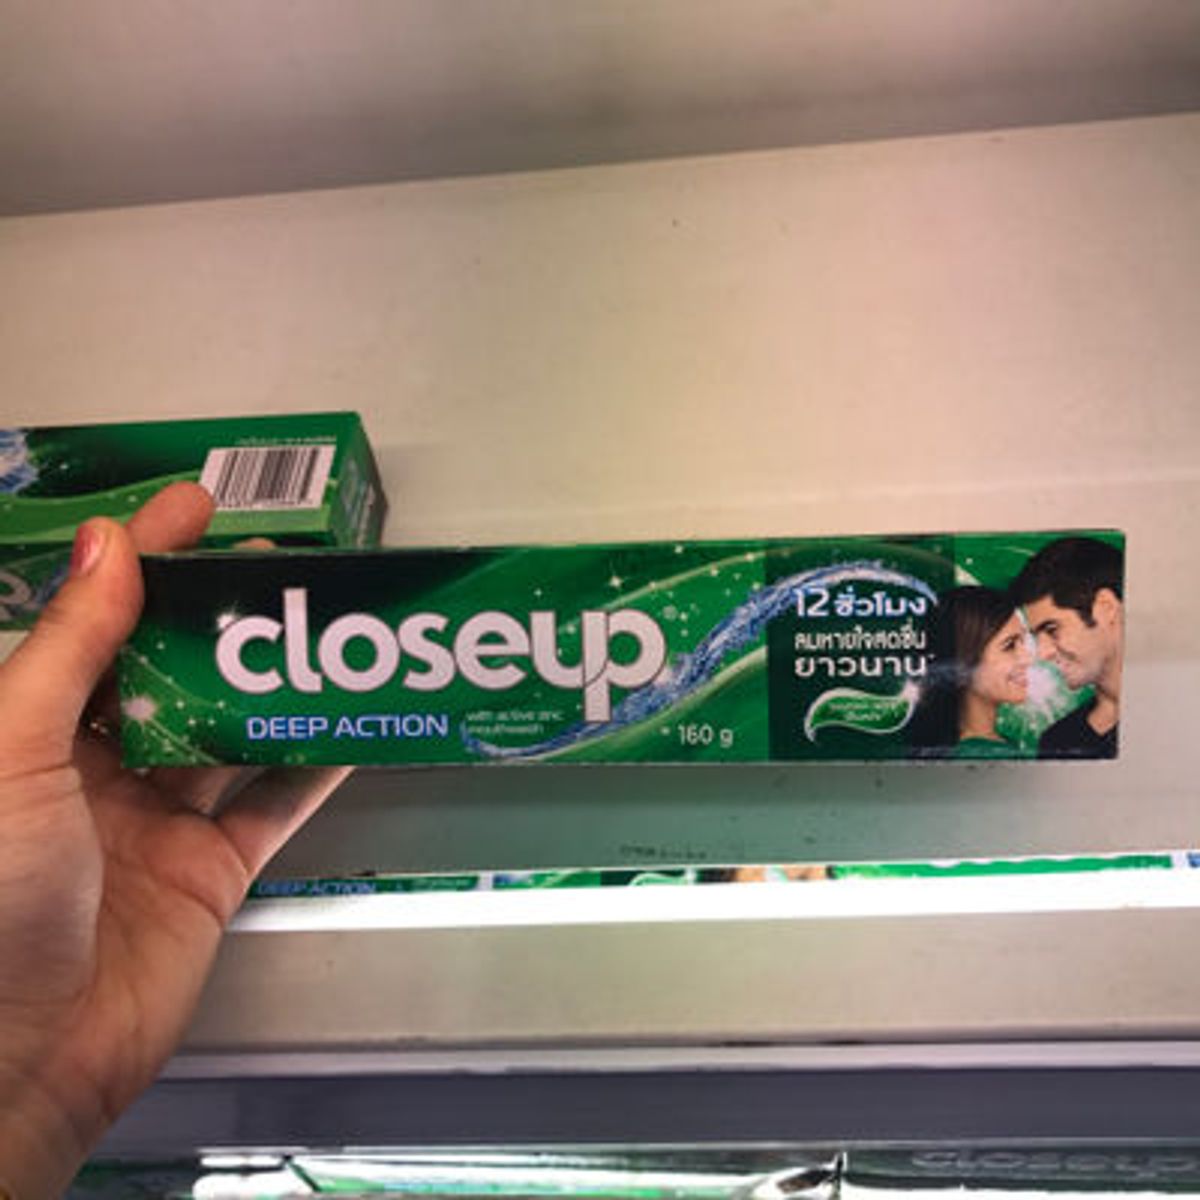 closeup
DEEP ACTION
with active zinc
mouthwash
160 g
12 ชั่วโมง
ลมหายใจสดชื่น
ยาวนาน*
DEEP ACTION
closeup